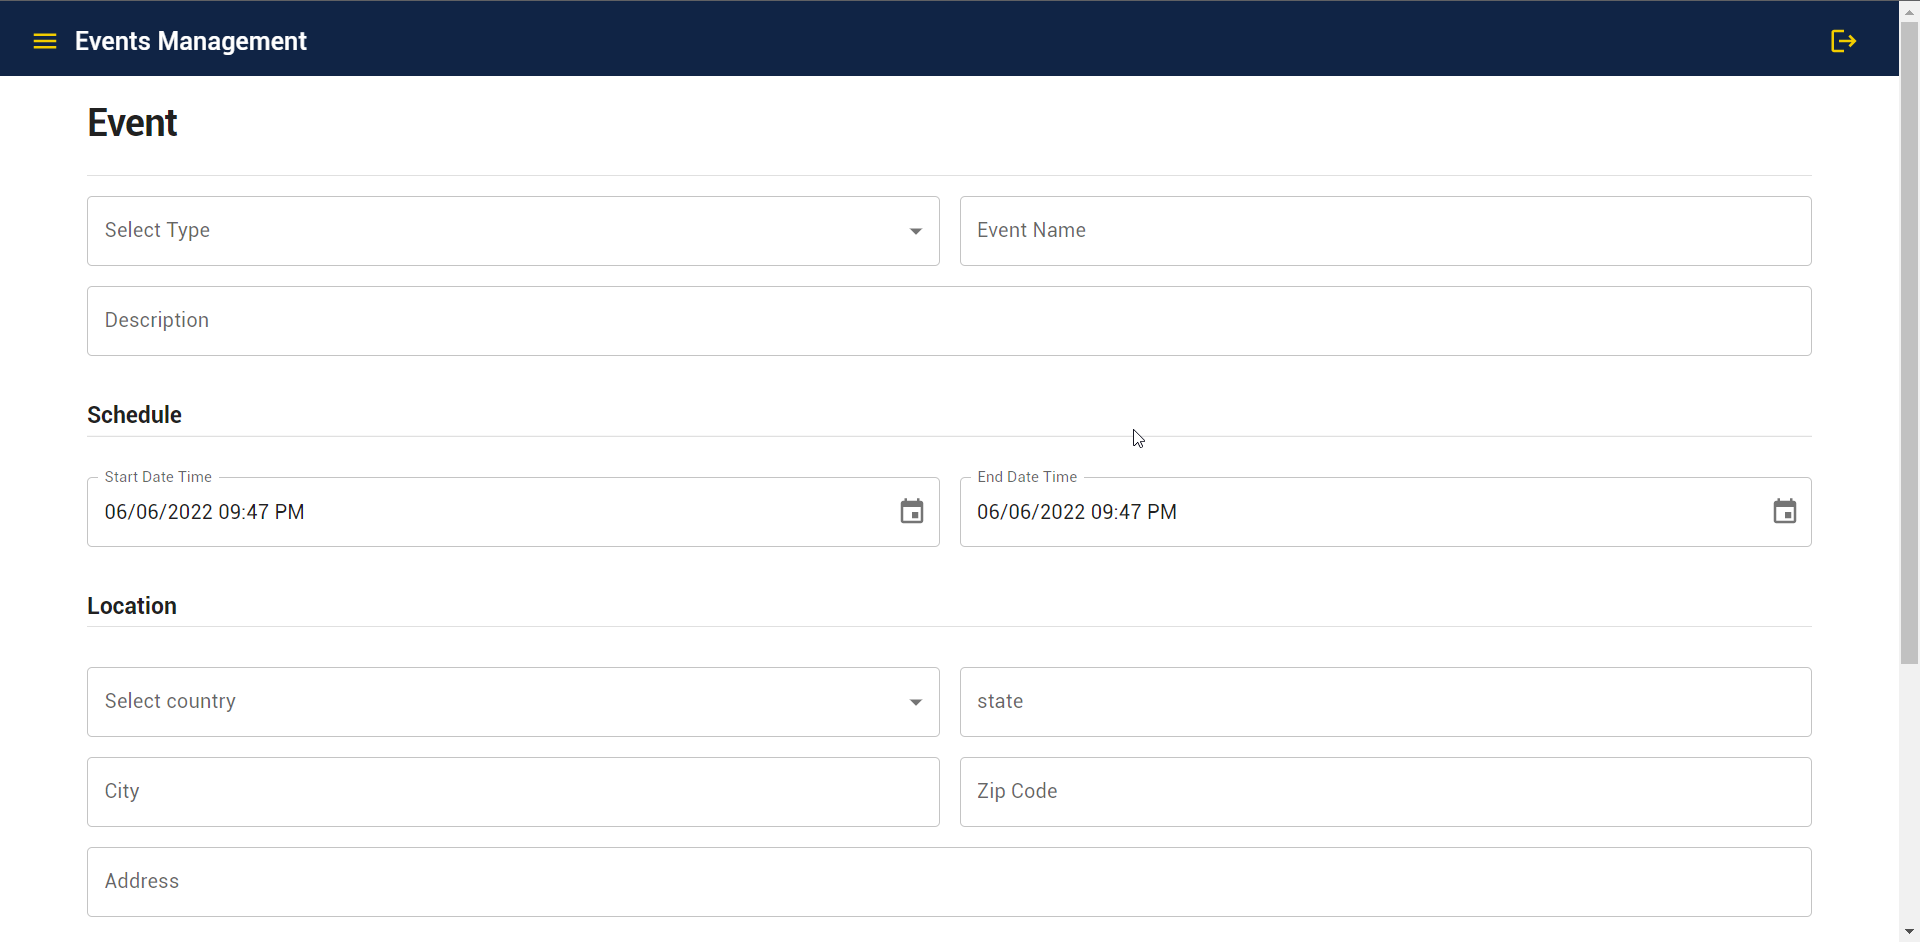 Events Management
Event
Select Type
Event Name
Description
Schedule
Start Date Time
End Date Time
06/06/2022 09:47 PM
06/06/2022 09:47 PM
Location
Select country
state
City
Zip Code
Address